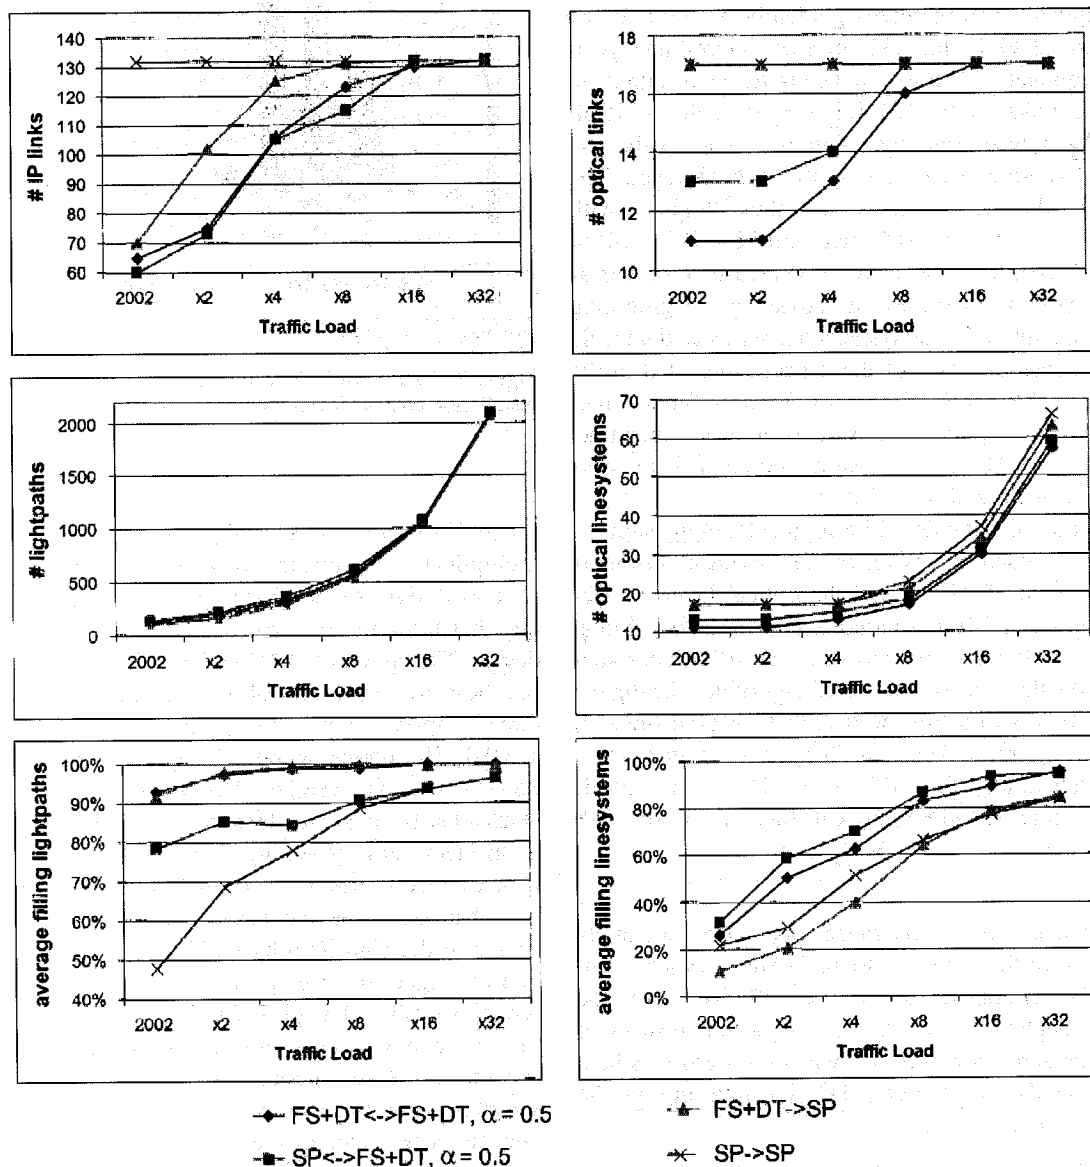 # IP links
140
130
120
110
100
90
80
70
60
2002 x2 x4 x8 x16 x32
Traffic Load
# optical links
18
16
14
12
10
2002 x2 x4 x8 x16 x32
Traffic Load
# lightpaths
2000
1500
1000
500
0
2002 x2 x4 x8 x16 x32
Traffic Load
# optical linesystems
70
60
50
40
30
20
10
2002 x2 x4 x8 x16 x32
Traffic Load
average filling lightpaths
100%
90%
80%
70%
60%
50%
40%
2002 x2 x4 x8 x16 x32
Traffic Load
average filling linesystems
100%
80%
60%
40%
20%
0%
2002 x2 x4 x8 x16 x32
Traffic Load
FS+DT<->FS+DT, α = 0.5
FS+DT->SP
SP<->FS+DT, α = 0.5
SP->SP